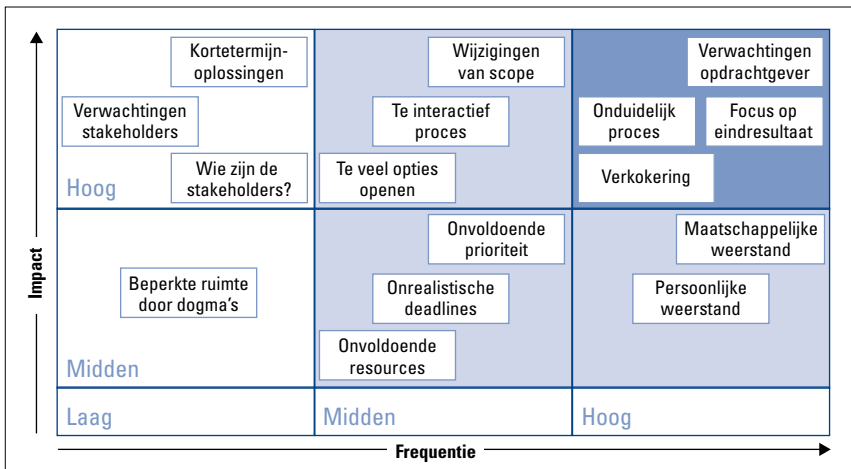 Kortetermijn-
oplossingen
Verwachtingen
stakeholders
Wie zijn de
stakeholders?
Hoog
Wijzigingen
van scope
Te interactief
proces
Te veel opties
openen
Verwachtingen
opdrachtgever
Onduidelijk
proces
Focus op
eindresultaat
Verkokering
Impact
Beperkte ruimte
door dogma's
Midden
Onvoldoende
prioriteit
Onrealistische
deadlines
Onvoldoende
resources
Maatschappelijke
weerstand
Persoonlijke
weerstand
Laag
Midden
Hoog
Frequentie